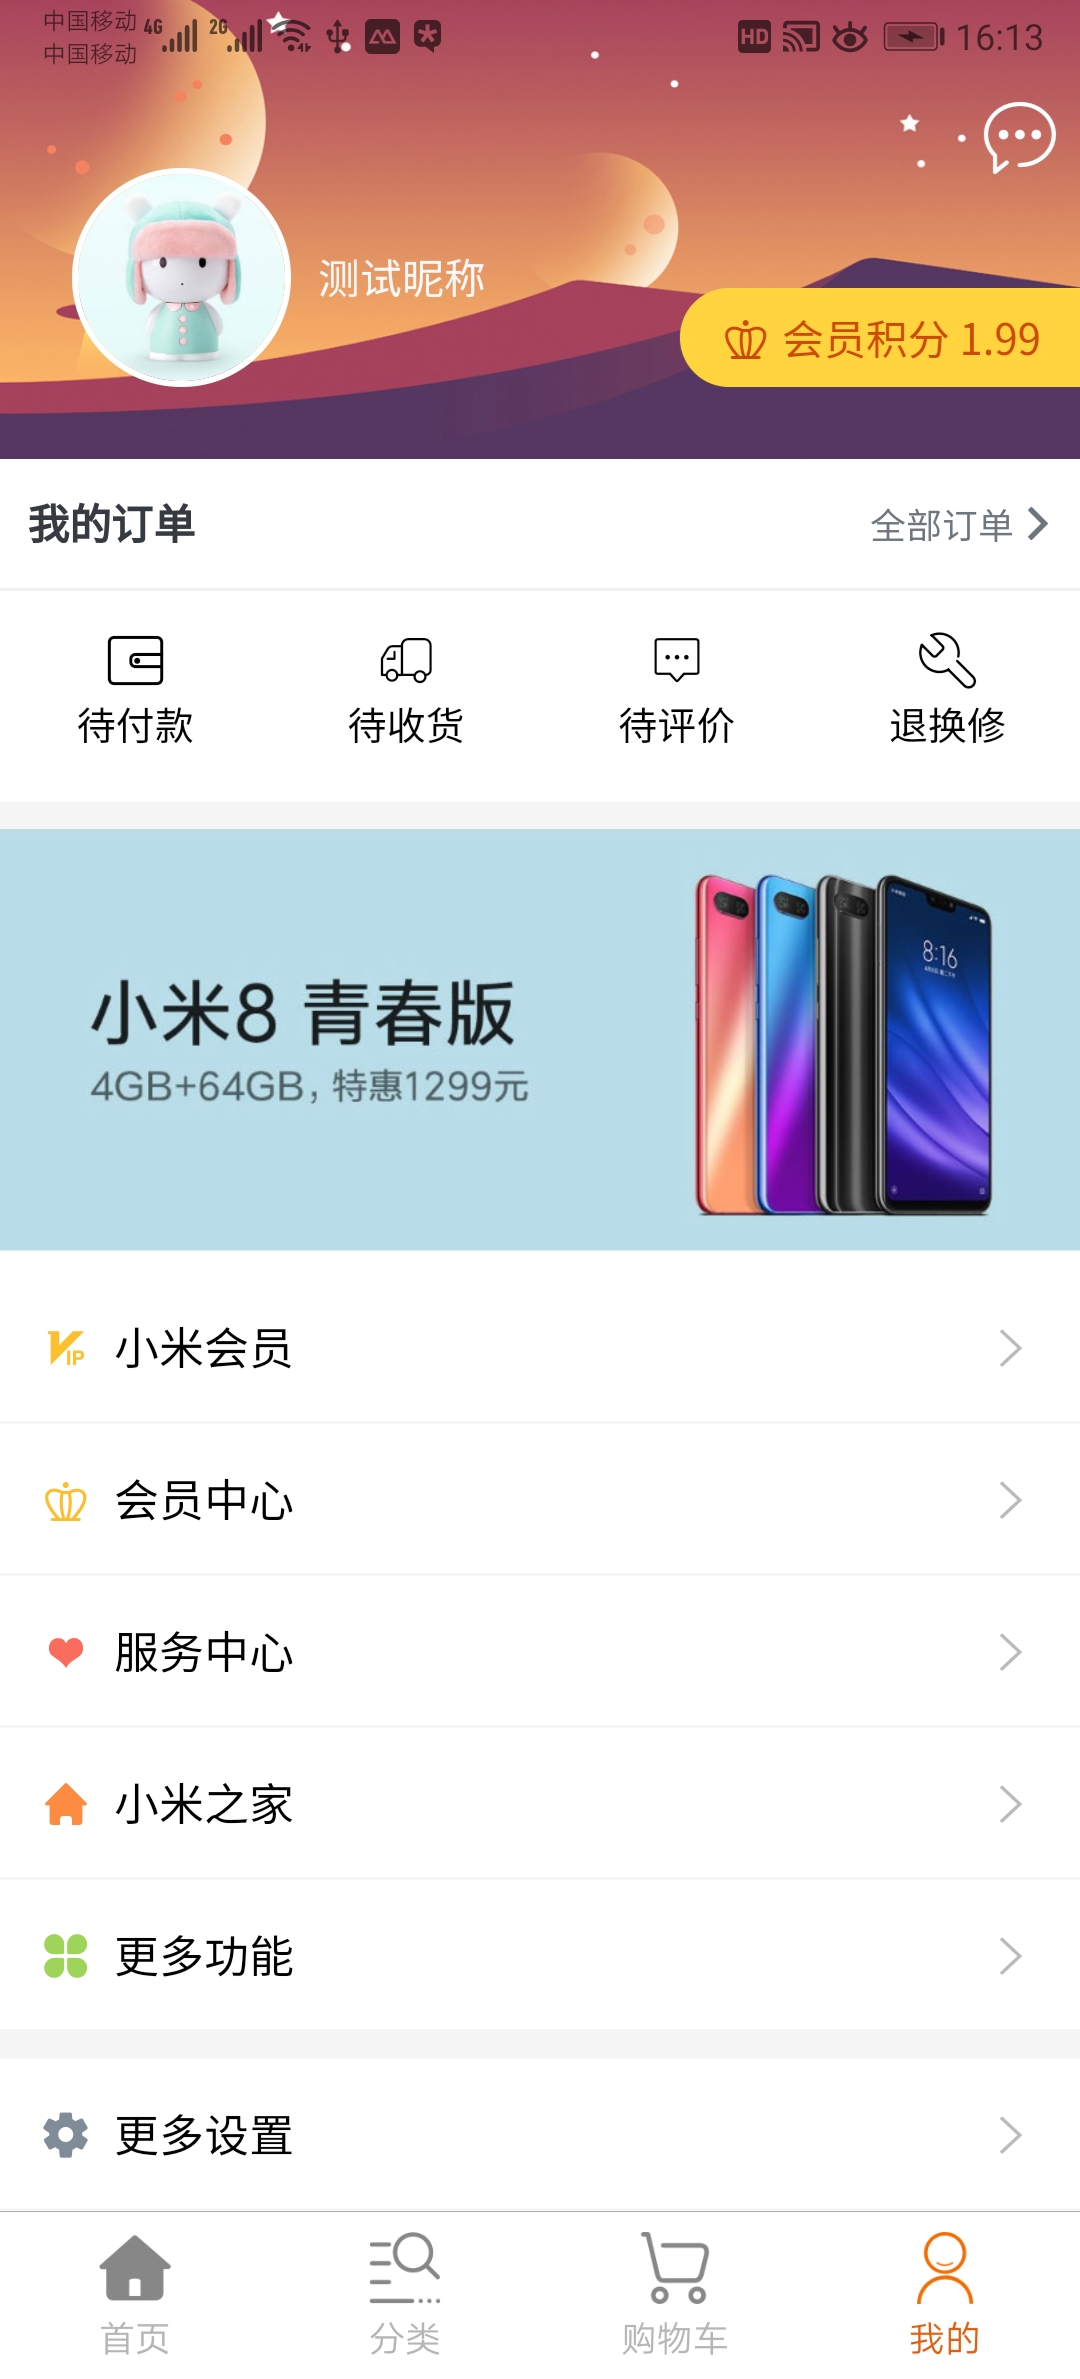 中国移动 4G 2G HD 16:13
中国移动
测试昵称
会员积分 1.99
我的订单 全部订单
待付款 待收货 待评价 退换修
小米8 青春版
4GB+64GB, 特惠1299元
8:16
小米会员
会员中心
服务中心
小米之家
更多功能
更多设置
首页 分类 购物车 我的